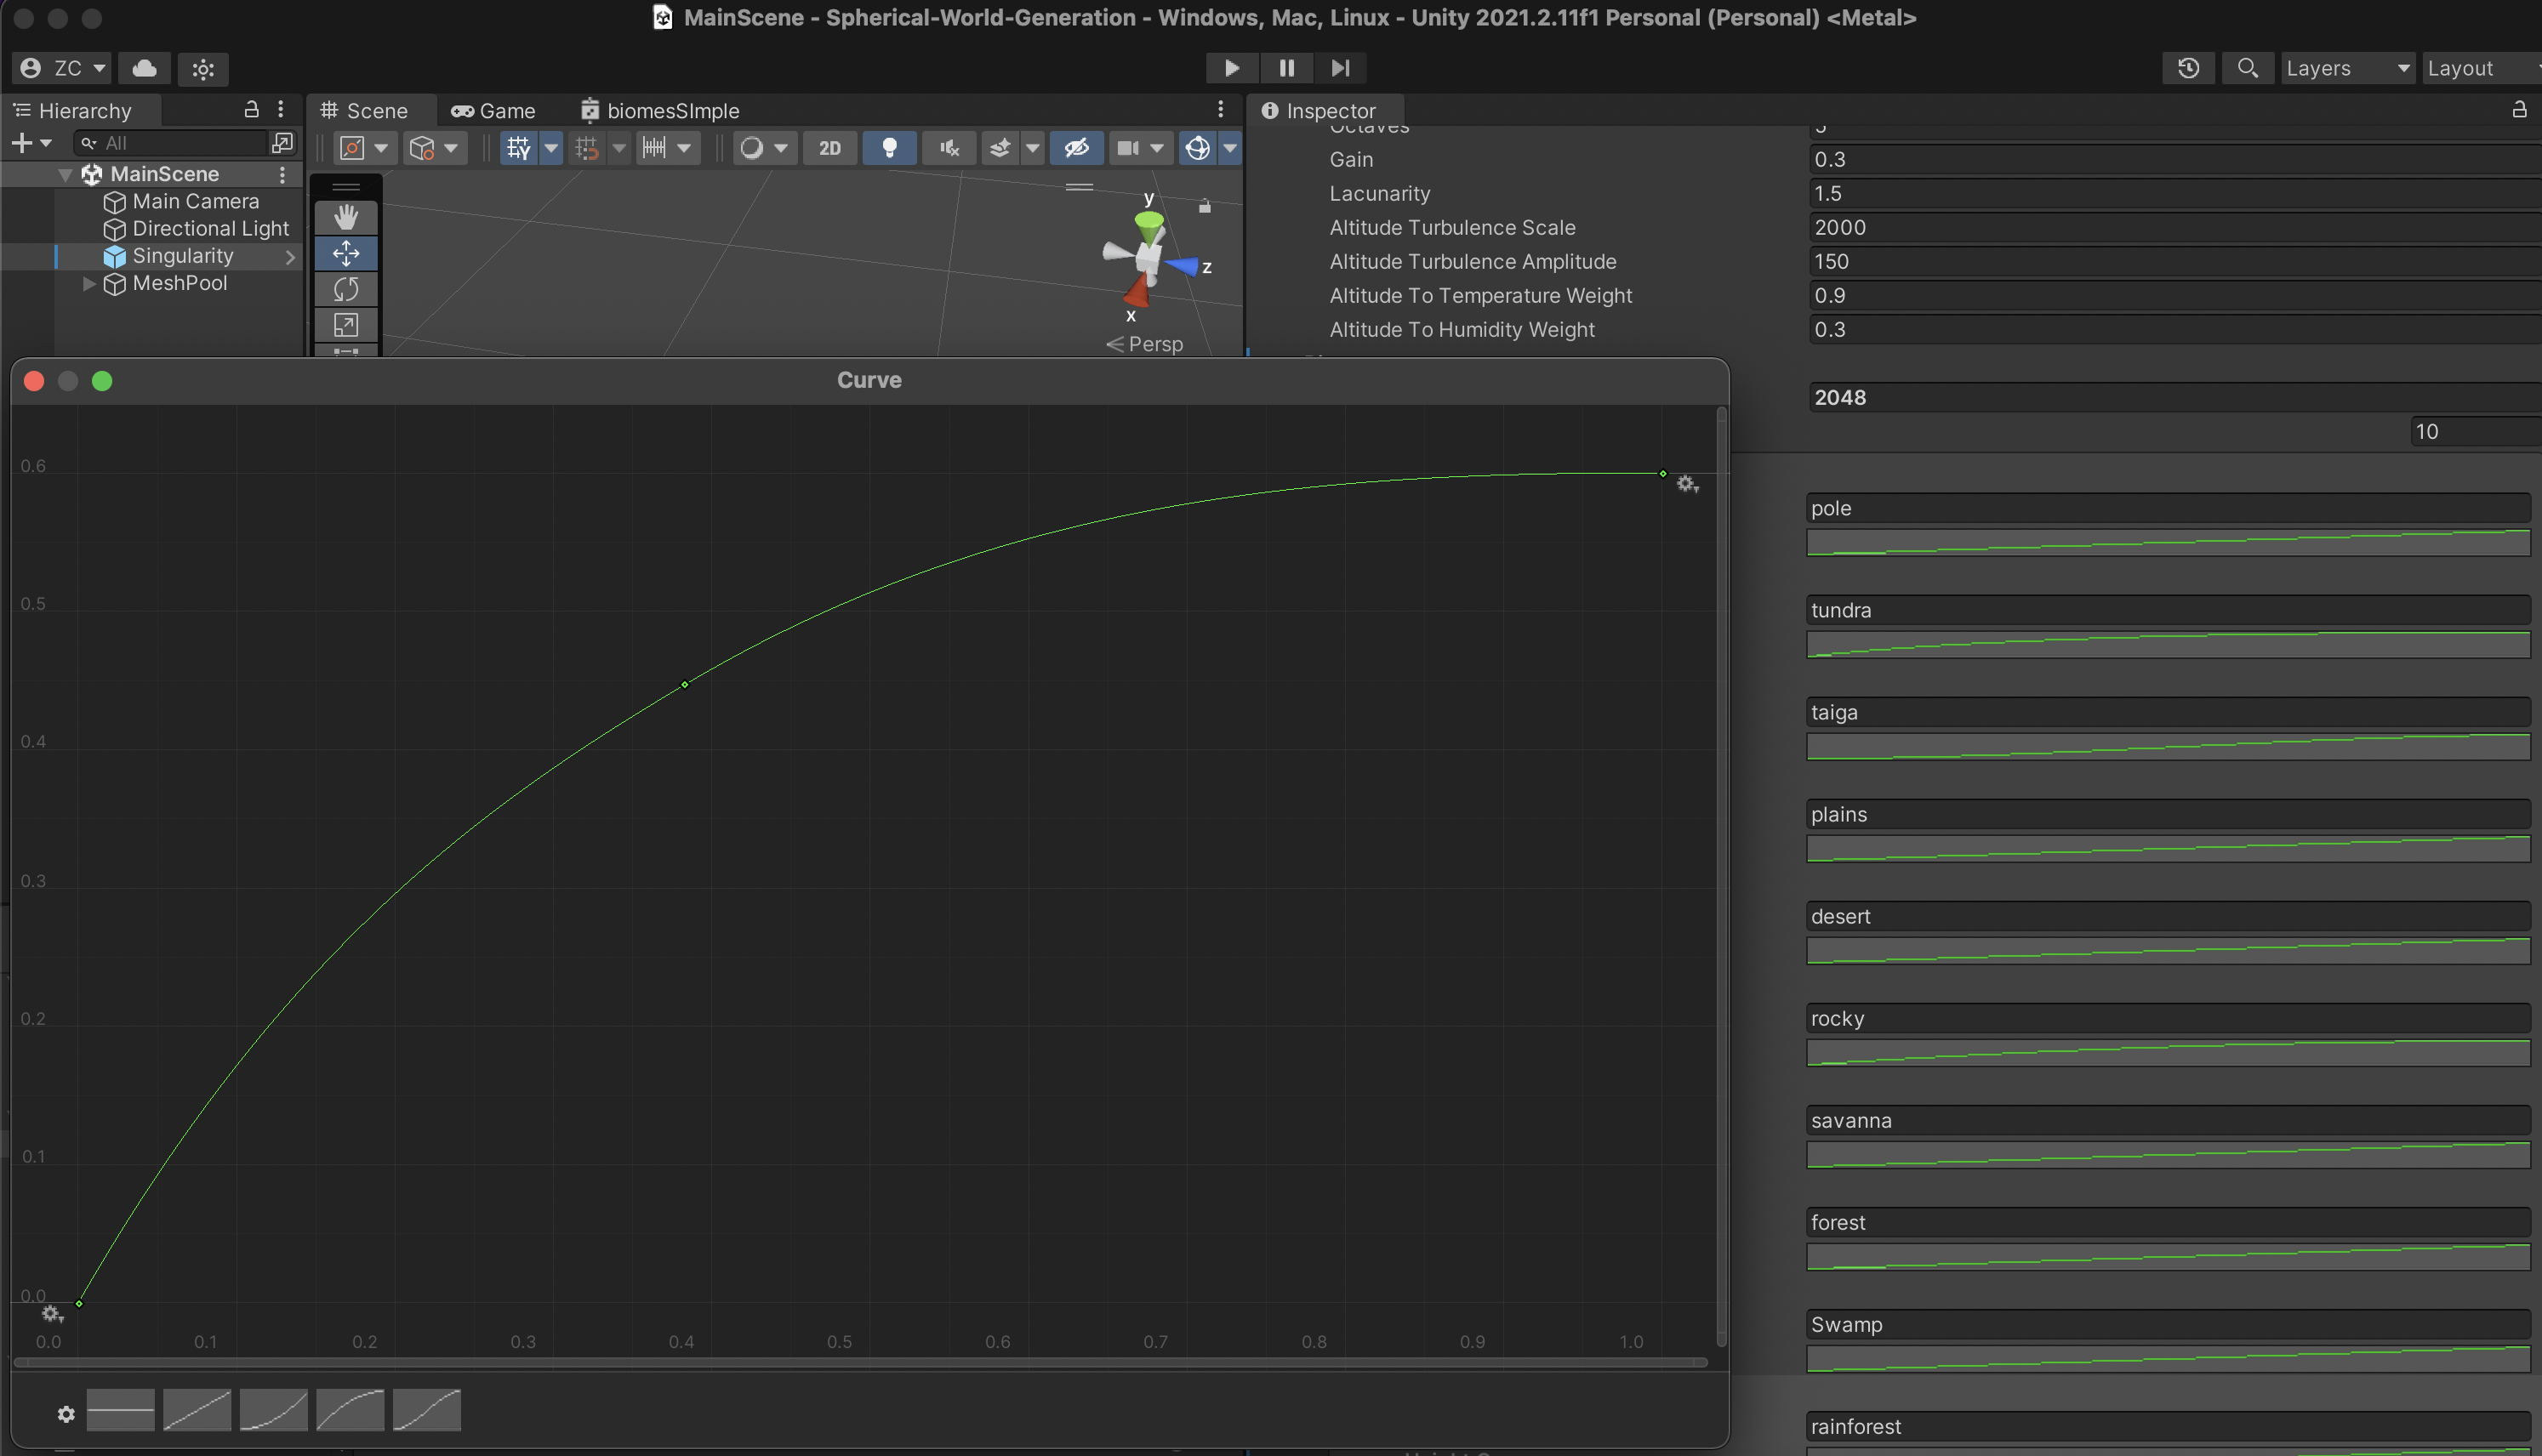 MainScene - Spherical-World-Generation - Windows, Mac, Linux - Unity 2021.2.11f1 Personal (Personal) <Metal>
ZC
Layers
Layout
Hierarchy
Scene
Game
biomesSImple
Inspector
All
2D
MainScene
Main Camera
Directional Light
Singularity
MeshPool
y
z
x
Persp
Octaves
Gain
0.3
Lacunarity
1.5
Altitude Turbulence Scale
2000
Altitude Turbulence Amplitude
150
Altitude To Temperature Weight
0.9
Altitude To Humidity Weight
0.3
2048
10
Curve
0.6
0.5
0.4
0.3
0.2
0.1
0.0
0.0
0.1
0.2
0.3
0.4
0.5
0.6
0.7
0.8
0.9
1.0
pole
tundra
taiga
plains
desert
rocky
savanna
forest
Swamp
rainforest